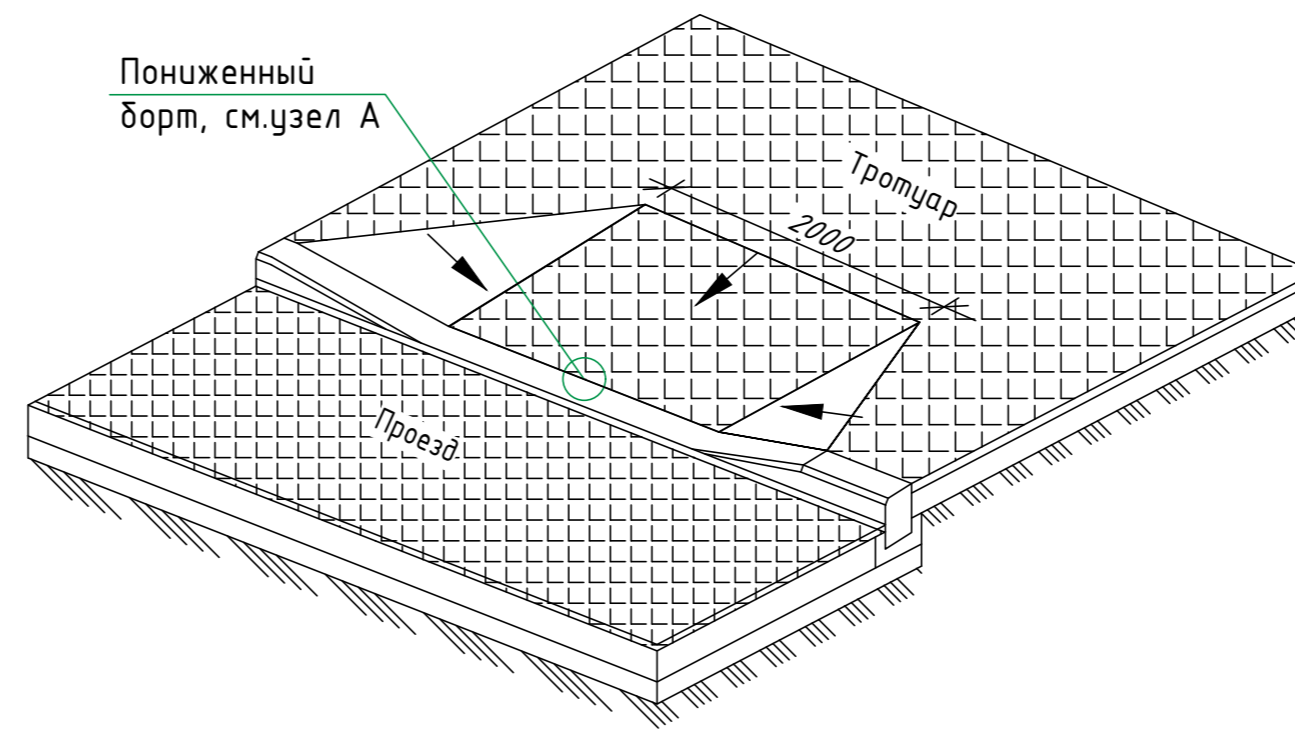 Пониженный
борт, см.узел А
Тротуар
2000
Проезд